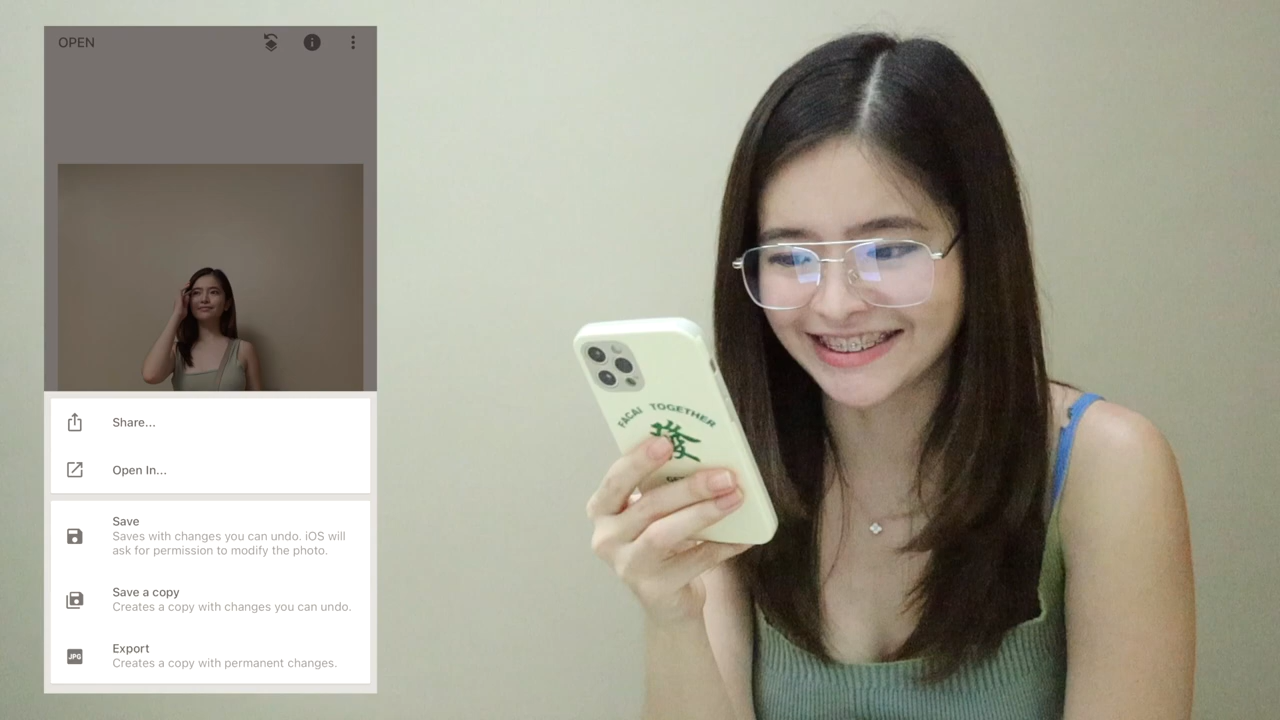 OPEN
Share...
Open In...
Save
Saves with changes you can undo. iOS will
ask for permission to modify the photo.
Save a copy
Creates a copy with changes you can undo.
JPG
Export
Creates a copy with permanent changes.
FACAI TOGETHER
發